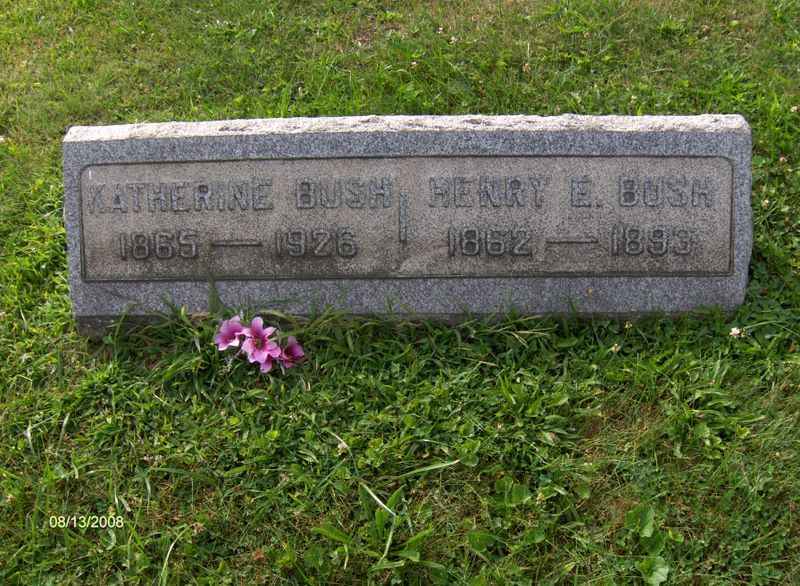 KATHERINE BUSH
1865 — 1926
HENRY E. BUSH
1862 — 1893
08/13/2008